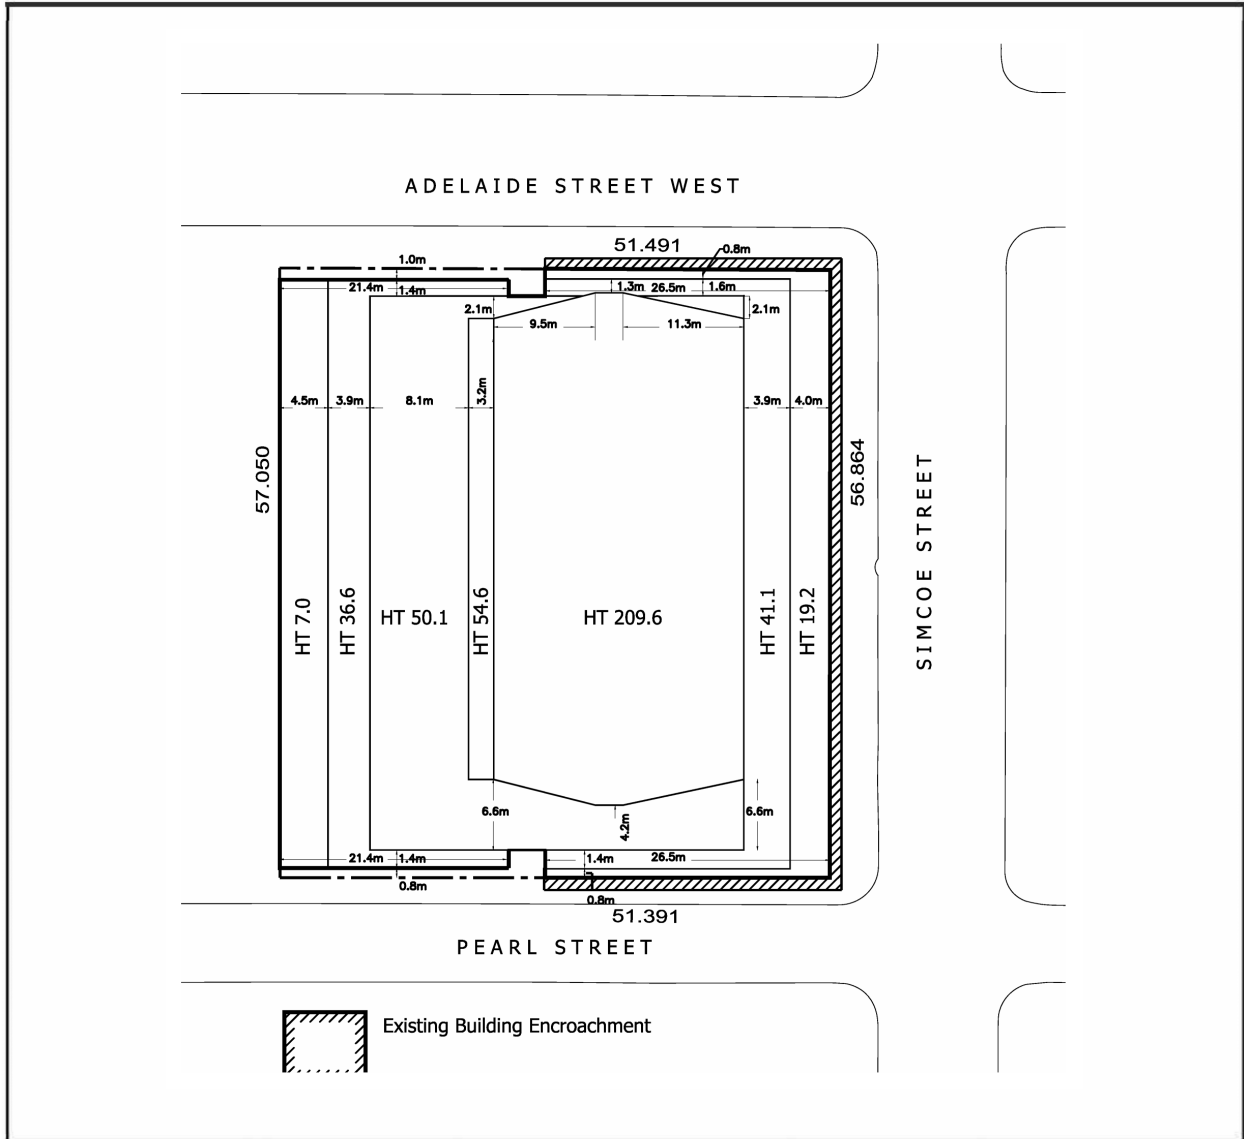 ADELAIDE STREET WEST
51.491
0.8m
1.0m
21.4m
1.4m
1.3m
26.5m
1.6m
2.1m
2.1m
9.5m
11.3m
3.2m
4.5m
3.9m
8.1m
3.9m
4.0m
57.050
56.864
SIMCOE STREET
HT 7.0
HT 36.6
HT 50.1
HT 54.6
HT 209.6
HT 41.1
HT 19.2
6.6m
6.6m
4.2m
21.4m
1.4m
1.4m
26.5m
0.8m
0.8m
51.391
PEARL STREET
Existing Building Encroachment